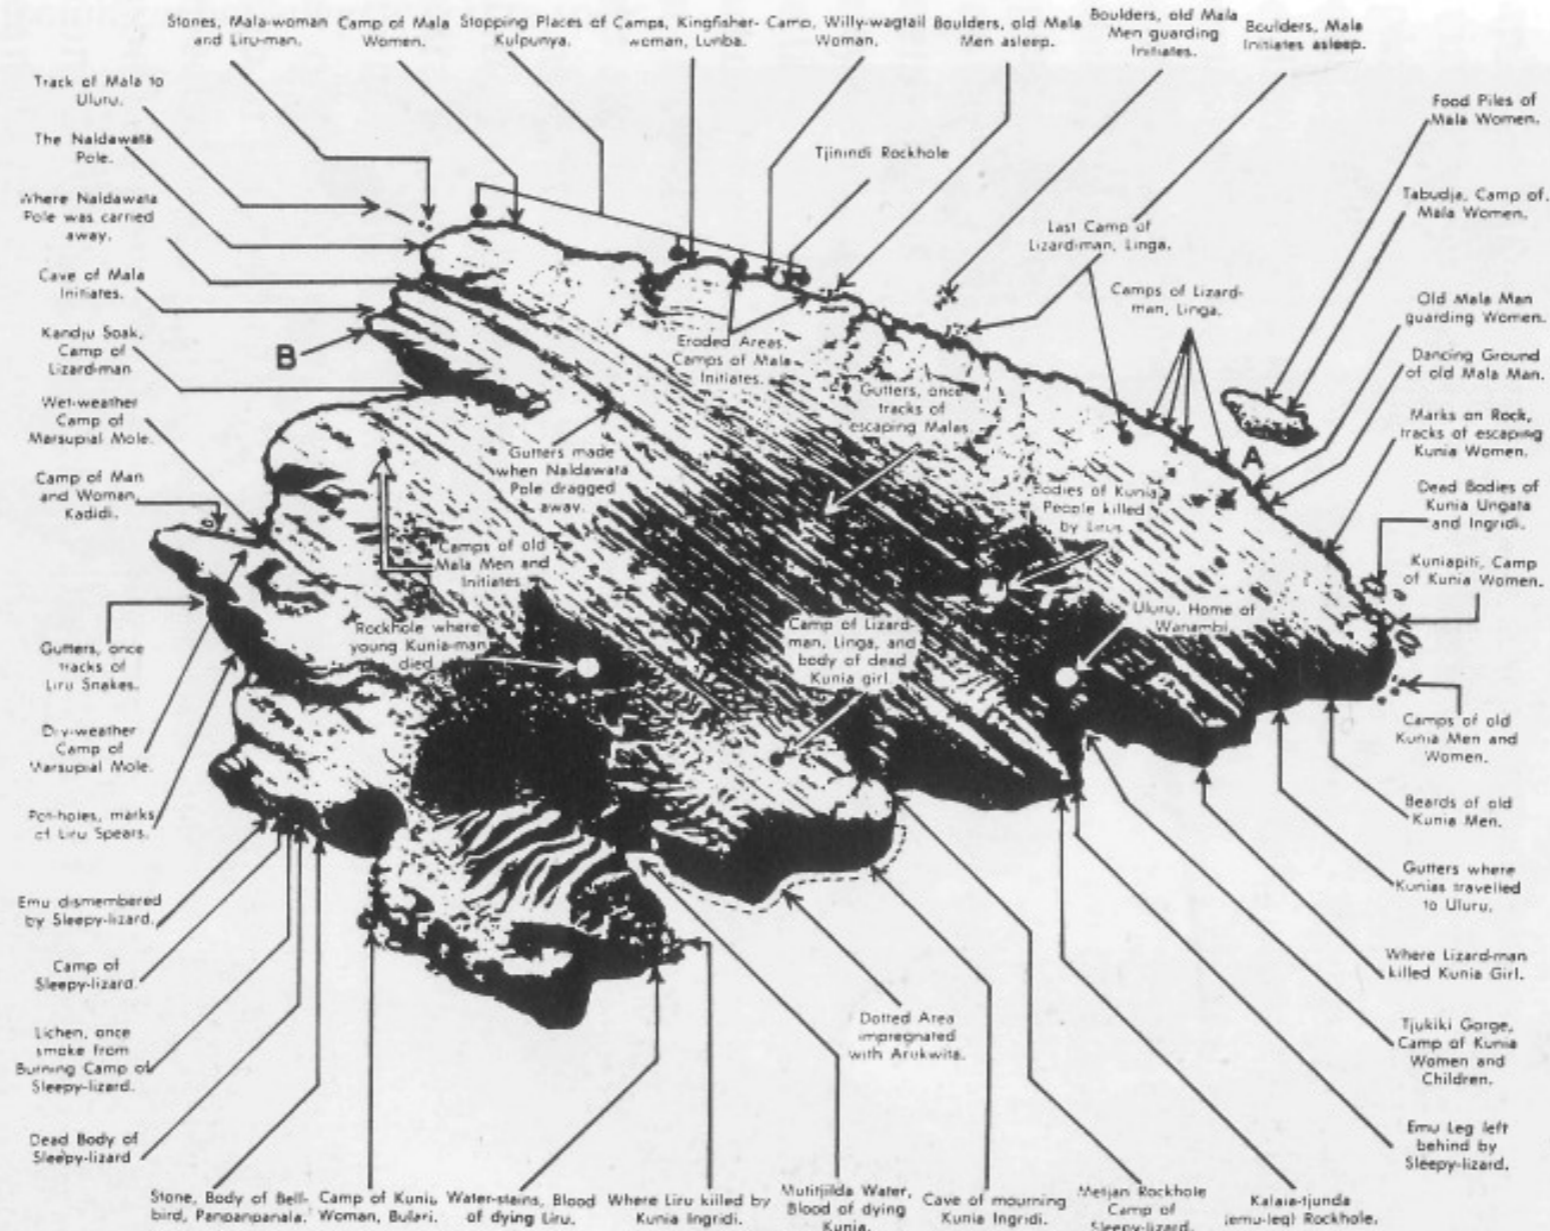 Stones, Mala-woman
and Liru-man.
Camp of Mala
Women.
Stopping Places of
Kulpunya.
Camps, Kingfisher-
woman, Lunba.
Camp, Willy-wagtail
Woman.
Boulders, old Mala
Men asleep.
Boulders, old Mala
Men guarding
Initiates.
Boulders, Mala
Initiates asleep.
Track of Mala to
Uluru.
The Naldawata
Pole.
Where Naldawata
Pole was carried
away.
Cave of Mala
Initiates.
Kandju Soak,
Camp of
Lizard-man
Wet-weather
Camp of
Marsupial Mole.
Camp of Man
and Woman,
Kadidi.
Gutters, once
tracks of
Liru Snakes.
Dry-weather
Camp of
Marsupial Mole.
Pot-holes, marks
of Liru Spears.
Emu dismembered
by Sleepy-lizard.
Camp of
Sleepy-lizard.
Lichen, once
smoke from
Burning Camp of
Sleepy-lizard.
Dead Body of
Sleepy-lizard
B
Tjinindi Rockhole
Last Camp of
Lizard-man, Linga.
Camps of Lizard-
man, Linga.
Eroded Areas.
Camps of Mala
Initiates.
Gutters, once
tracks of
escaping Malas
Gutters made
when Naldawata
Pole dragged
away.
Bodies of Kunia
People killed
by Lirus
Camps of old
Mala Men and
Initiates
Rockhole where
young Kunia-man
died
Camp of Lizard-
man, Linga, and
body of dead
Kunia girl
Uluru, Home of
Wanambi.
A
Food Piles of
Mala Women.
Tabudja, Camp of
Mala Women.
Old Mala Man
guarding Women.
Dancing Ground
of old Mala Man.
Marks on Rock,
tracks of escaping
Kunia Women.
Dead Bodies of
Kunia Ungata
and Ingridi.
Kuniapiti, Camp
of Kunia Women.
Camps of old
Kunia Men and
Women.
Beards of old
Kunia Men.
Gutters where
Kunias travelled
to Uluru.
Where Lizard-man
killed Kunia Girl.
Tjukiki Gorge,
Camp of Kunia
Women and
Children.
Emu Leg left
behind by
Sleepy-lizard.
Dotted Area
impregnated
with Arukwita.
Stone, Body of Bell-
bird, Panpanpanala.
Camp of Kunia
Woman, Bulari.
Water-stains, Blood
of dying Liru.
Where Liru killed by
Kunia Ingridi.
Mutitjilda Water,
Blood of dying
Kunia.
Cave of mourning
Kunia Ingridi.
Metjan Rockhole
Camp of
Sleepy-lizard.
Kalaia-tjunda
(emu-leg) Rockhole.